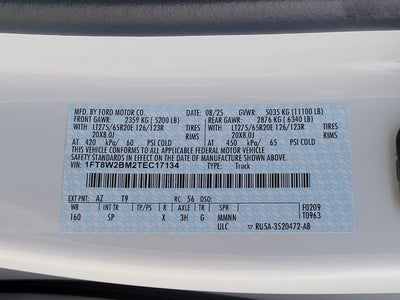 MFD. BY FORD MOTOR CO.
DATE: 08/25 GVWR: 5035 KG (11100 LB)
FRONT GAWR: 2359 KG (5200 LB) REAR GAWR: 2876 KG (6340 LB)
LT275/65R20E 126/123R LT275/65R20E 126/123R
20X8.0J 20X8.0J
AT 420 kPa/ 60 PSI COLD AT 450 kPa/ 65 PSI COLD
THIS VEHICLE CONFORMS TO ALL APPLICABLE FEDERAL MOTOR VEHICLE
SAFETY STANDARDS IN EFFECT ON THE DATE OF MANUFACTURE SHOWN ABOVE.
VIN: 1FT8W2BM2TEC17134 TYPE: Truck
EXT PNT: AZ T9 RC: 56 DSO:
WB INT TR TP/PS R AXLE TR SPR
160 SP X 3H G MMNN
F0209
T0963
ULC RU5A-3520472-AB